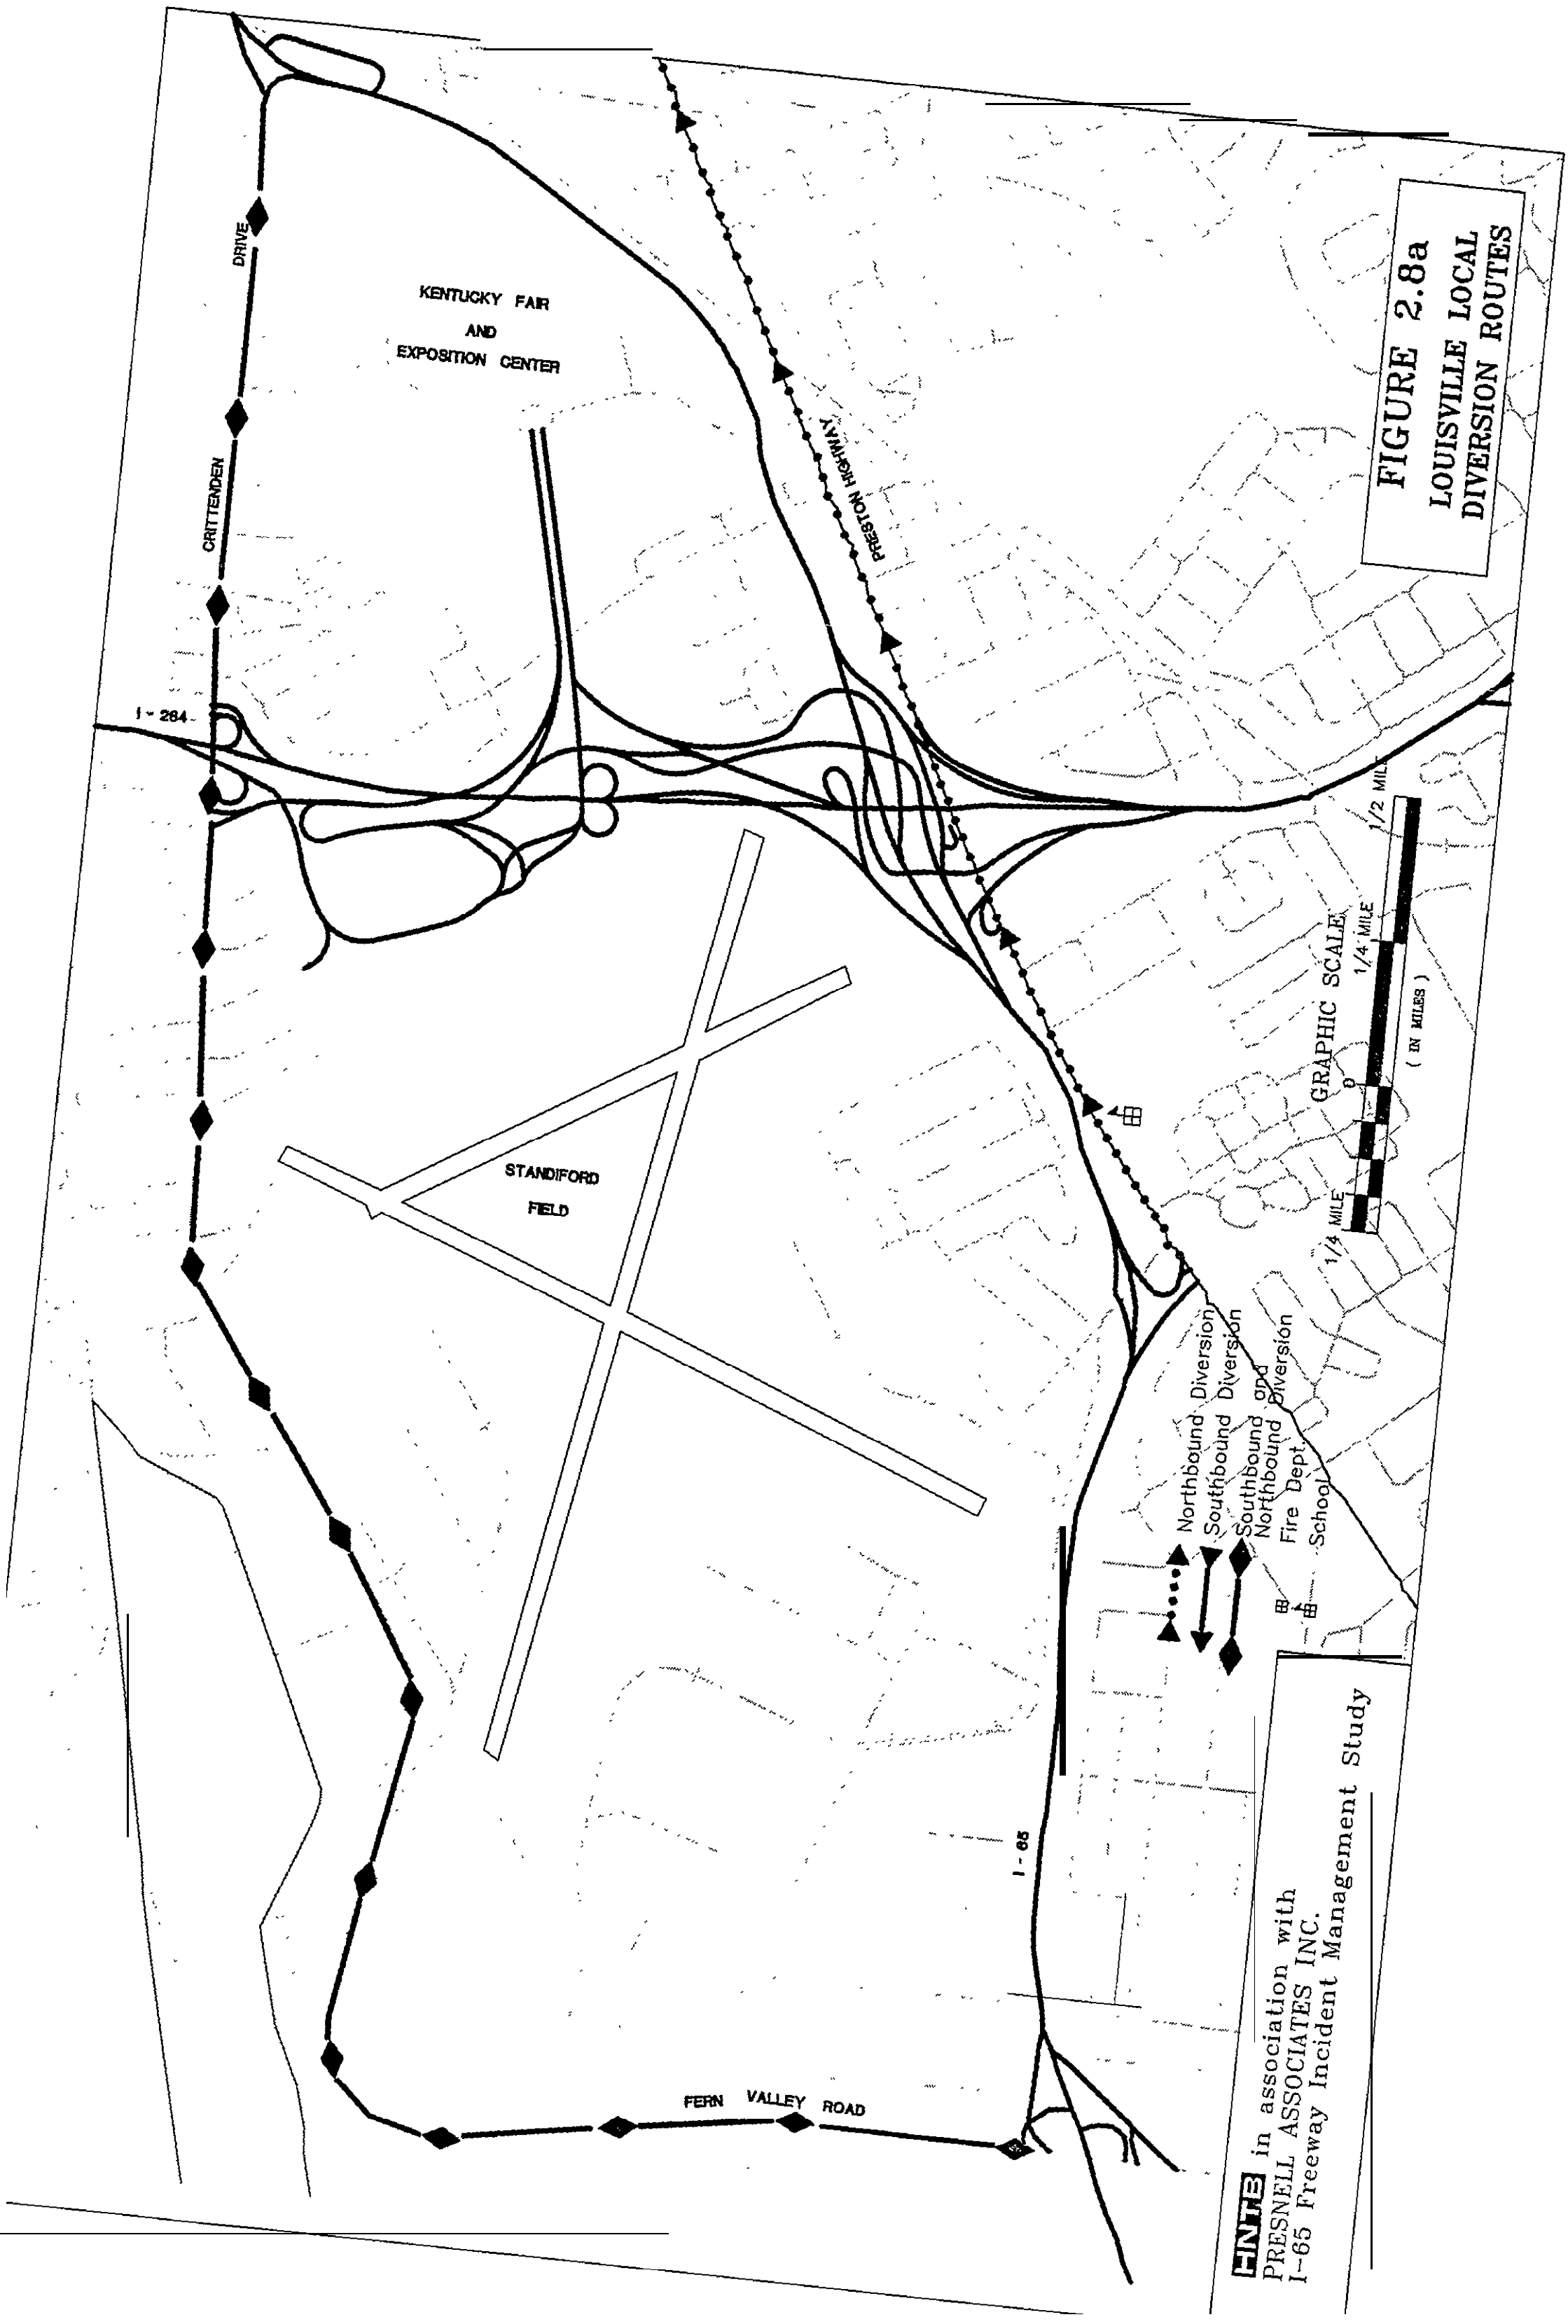 DRIVE
CRITTENDEN
KENTUCKY FAIR
AND
EXPOSITION CENTER
PRESTON HIGHWAY
I - 264
STANDIFORD
FIELD
I - 65
FERN VALLEY ROAD
FIGURE 2.8a
LOUISVILLE LOCAL
DIVERSION ROUTES
GRAPHIC SCALE
1/4 MILE 0 1/4 MILE 1/2 MILE
( IN MILES )
Northbound Diversion
Southbound Diversion
Southbound and
Northbound Diversion
Fire Dept.
School
HNTB in association with
PRESNELL ASSOCIATES INC.
I-65 Freeway Incident Management Study